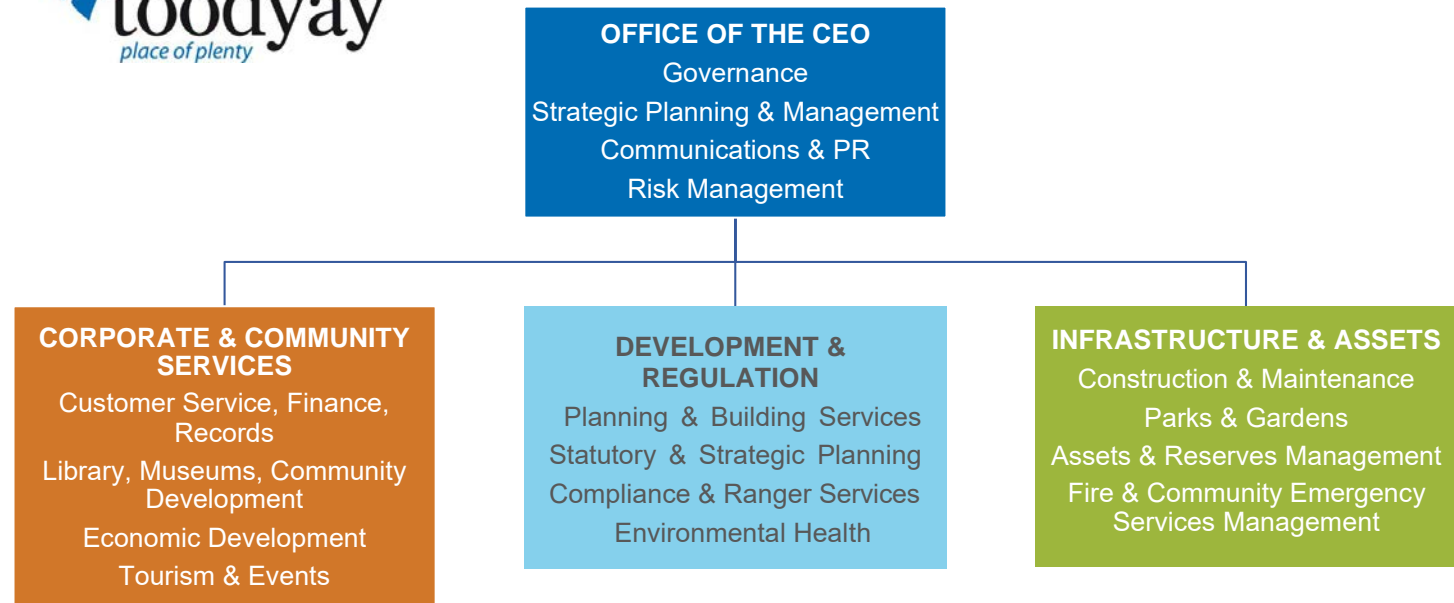 toodyay
place of plenty
OFFICE OF THE CEO
Governance
Strategic Planning & Management
Communications & PR
Risk Management
CORPORATE & COMMUNITY
SERVICES
Customer Service, Finance,
Records
Library, Museums, Community
Development
Economic Development
Tourism & Events
DEVELOPMENT &
REGULATION
Planning & Building Services
Statutory & Strategic Planning
Compliance & Ranger Services
Environmental Health
INFRASTRUCTURE & ASSETS
Construction & Maintenance
Parks & Gardens
Assets & Reserves Management
Fire & Community Emergency
Services Management